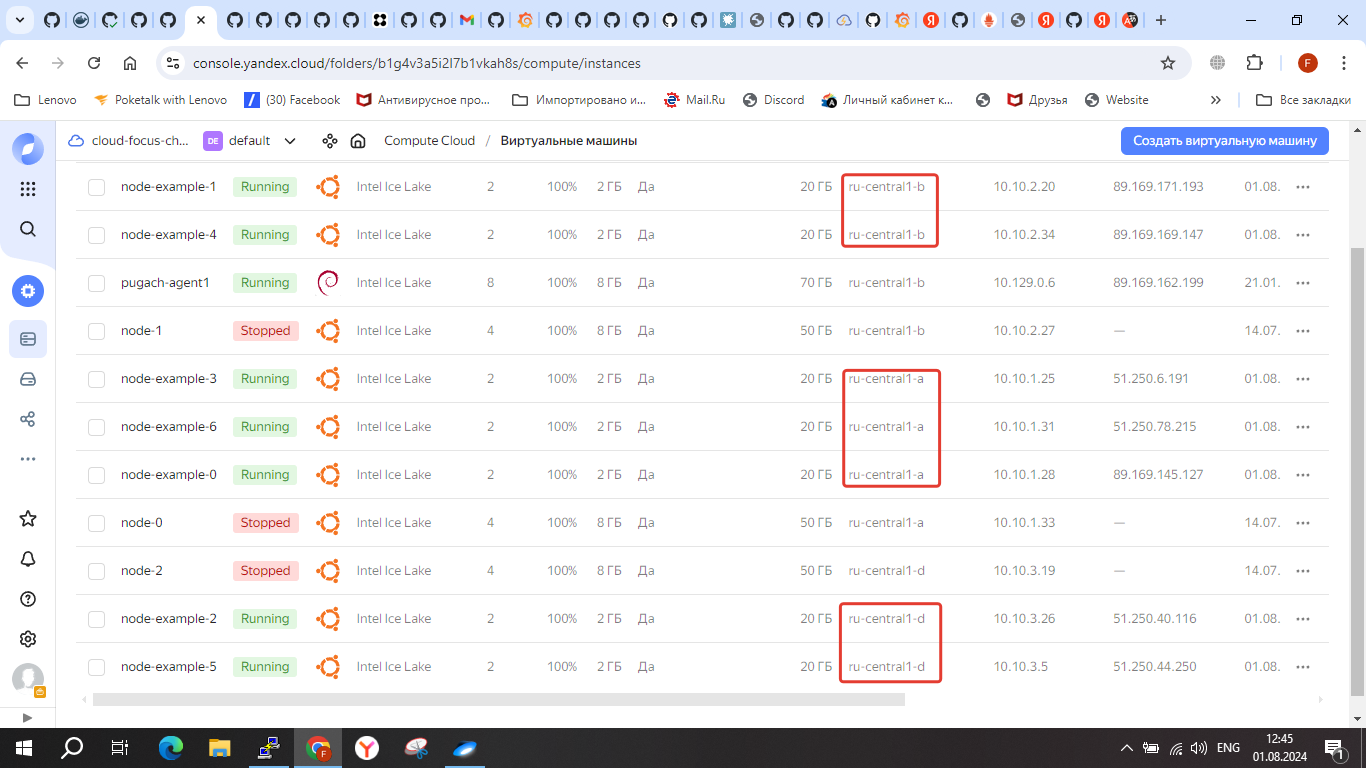 console.yandex.cloud/folders/b1g4v3a5i2l7b1vkah8s/compute/instances
F
Lenovo Poketalk with Lenovo (30) Facebook Антивирусное про... Импортировано и... Mail.Ru Discord Личный кабинет к... Друзья Website » Все закладки
cloud-focus-ch... DE default Compute Cloud / Виртуальные машины Создать виртуальную машину
node-example-1 Running Intel Ice Lake 2 100% 2 ГБ Да 20 ГБ ru-central1-b 10.10.2.20 89.169.171.193 01.08.
node-example-4 Running Intel Ice Lake 2 100% 2 ГБ Да 20 ГБ ru-central1-b 10.10.2.34 89.169.169.147 01.08.
pugach-agent1 Running Intel Ice Lake 8 100% 8 ГБ Да 70 ГБ ru-central1-b 10.129.0.6 89.169.162.199 21.01.
node-1 Stopped Intel Ice Lake 4 100% 8 ГБ Да 50 ГБ ru-central1-b 10.10.2.27 — 14.07.
node-example-3 Running Intel Ice Lake 2 100% 2 ГБ Да 20 ГБ ru-central1-a 10.10.1.25 51.250.6.191 01.08.
node-example-6 Running Intel Ice Lake 2 100% 2 ГБ Да 20 ГБ ru-central1-a 10.10.1.31 51.250.78.215 01.08.
node-example-0 Running Intel Ice Lake 2 100% 2 ГБ Да 20 ГБ ru-central1-a 10.10.1.28 89.169.145.127 01.08.
node-0 Stopped Intel Ice Lake 4 100% 8 ГБ Да 50 ГБ ru-central1-a 10.10.1.33 — 14.07.
node-2 Stopped Intel Ice Lake 4 100% 8 ГБ Да 50 ГБ ru-central1-d 10.10.3.19 — 14.07.
node-example-2 Running Intel Ice Lake 2 100% 2 ГБ Да 20 ГБ ru-central1-d 10.10.3.26 51.250.40.116 01.08.
node-example-5 Running Intel Ice Lake 2 100% 2 ГБ Да 20 ГБ ru-central1-d 10.10.3.5 51.250.44.250 01.08.
ENG 12:45
01.08.2024 1